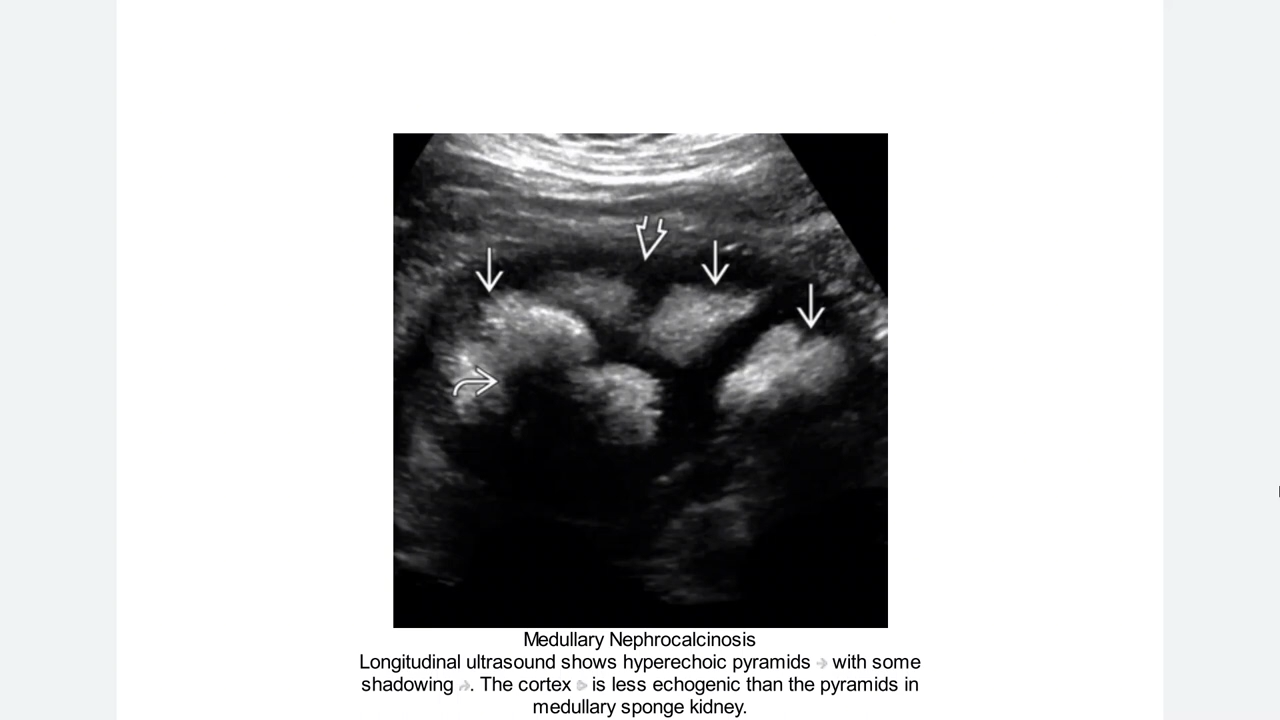 Medullary Nephrocalcinosis
Longitudinal ultrasound shows hyperechoic pyramids with some
shadowing. The cortex is less echogenic than the pyramids in
medullary sponge kidney.